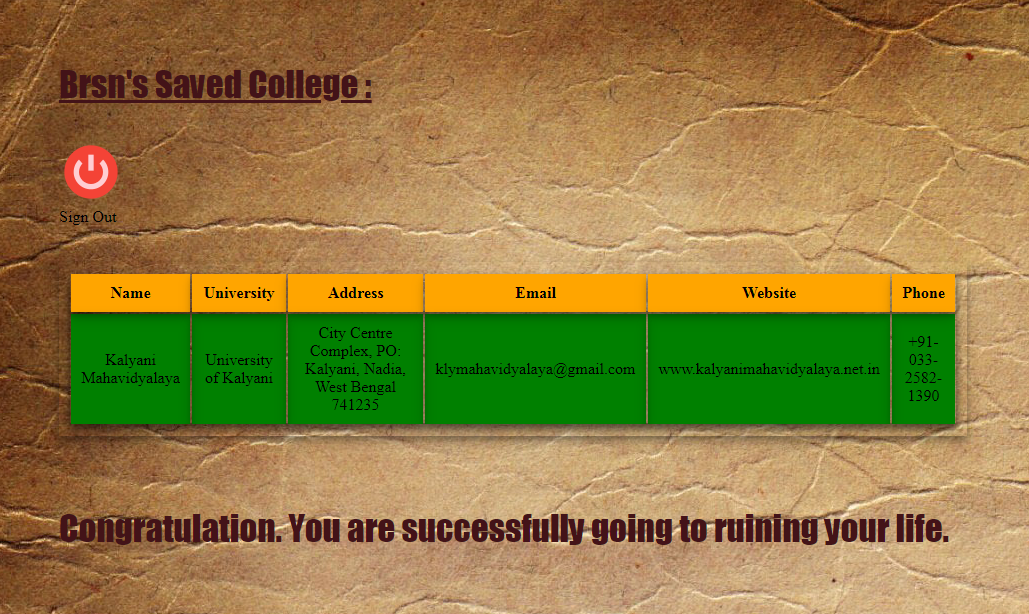 Brsn's Saved College :
Sign Out
Name University Address Email Website Phone
Kalyani
Mahavidyalaya
University
of Kalyani
City Centre
Complex, PO:
Kalyani, Nadia,
West Bengal
741235
klymahavidyalaya@gmail.com
www.kalyanimahavidyalaya.net.in
+91-
033-
2582-
1390
Congratulation. You are successfully going to ruining your life.